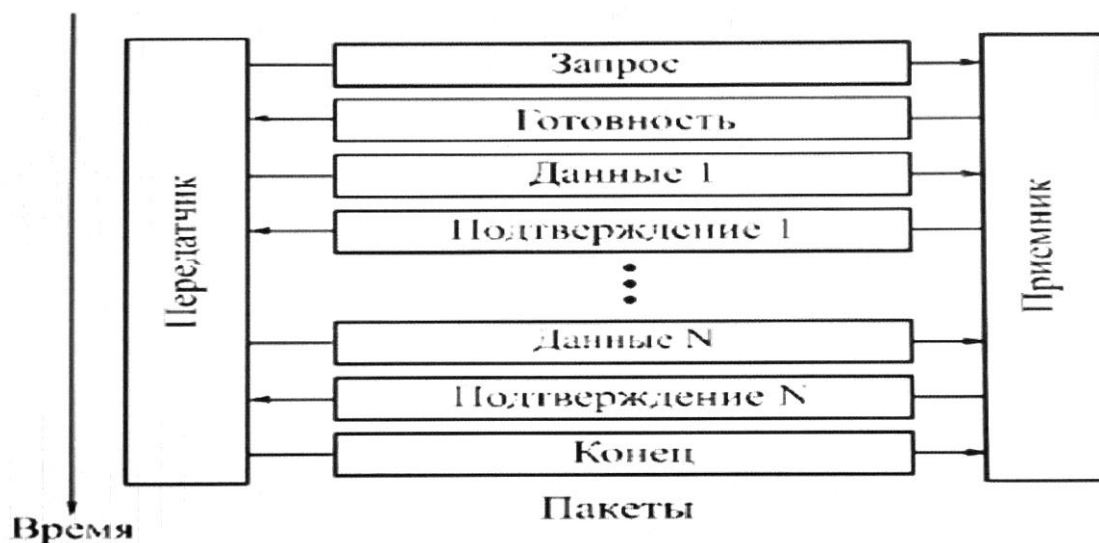 Запрос
Готовность
Данные 1
Подтверждение 1
Данные N
Подтверждение N
Конец
Передатчик
Приемник
Пакеты
Время